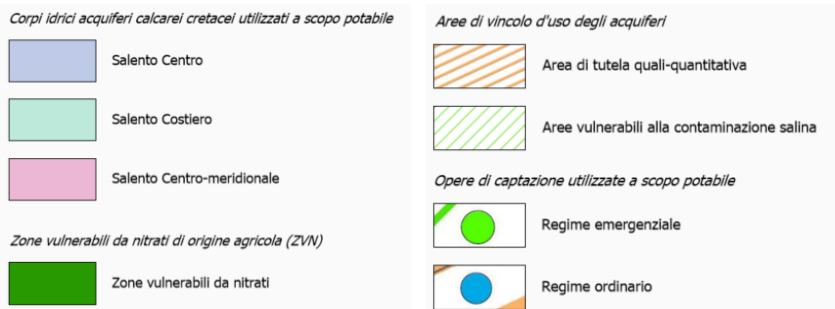 Corpi idrici acquiferi calcarei cretacei utilizzati a scopo potabile
Salento Centro
Salento Costiero
Salento Centro-meridionale
Zone vulnerabili da nitrati di origine agricola (ZVN)
Zone vulnerabili da nitrati
Aree di vincolo d'uso degli acquiferi
Area di tutela quali-quantitativa
Aree vulnerabili alla contaminazione salina
Opere di captazione utilizzate a scopo potabile
Regime emergenziale
Regime ordinario